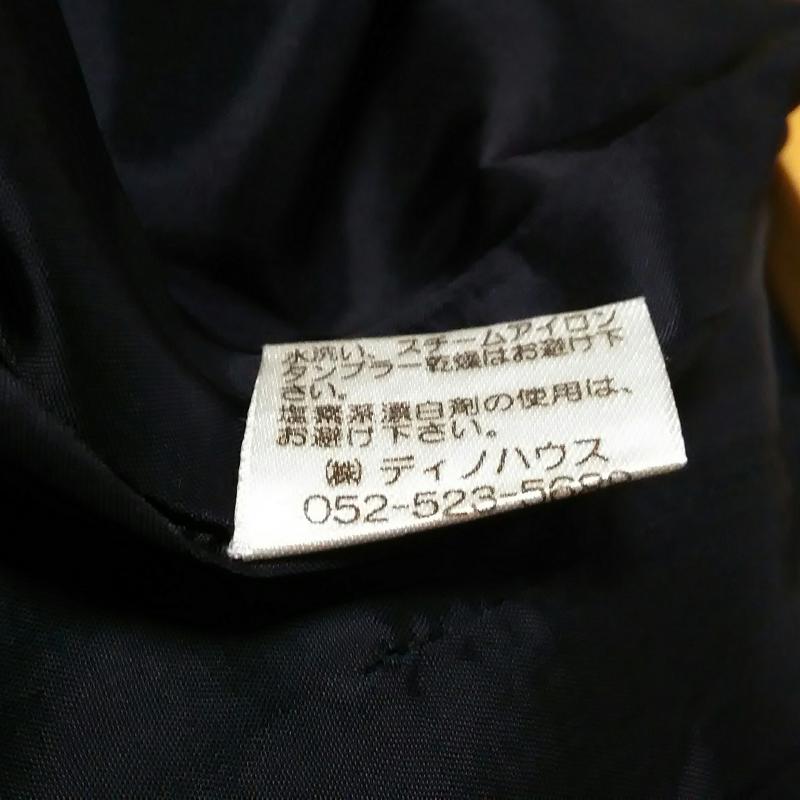 水洗い、スチームアイロン
タンブラー乾燥はお避け下
さい。
塩素系漂白剤の使用は、
お避け下さい。
㈱ ディノハウス
052-523-